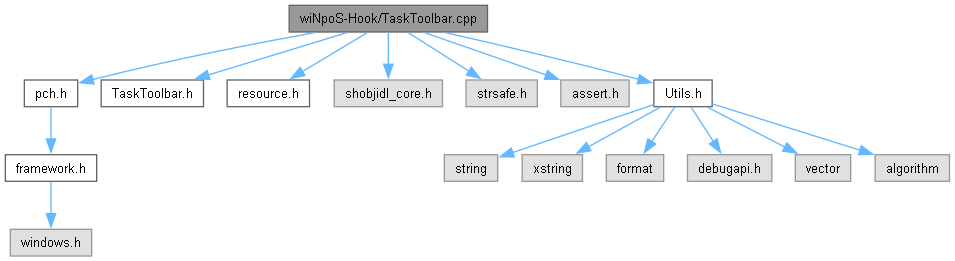 wiNpoS-Hook/TaskToolbar.cpp
pch.h
TaskToolbar.h
resource.h
shobjidl_core.h
strsafe.h
assert.h
Utils.h
framework.h
string
xstring
format
debugapi.h
vector
algorithm
windows.h